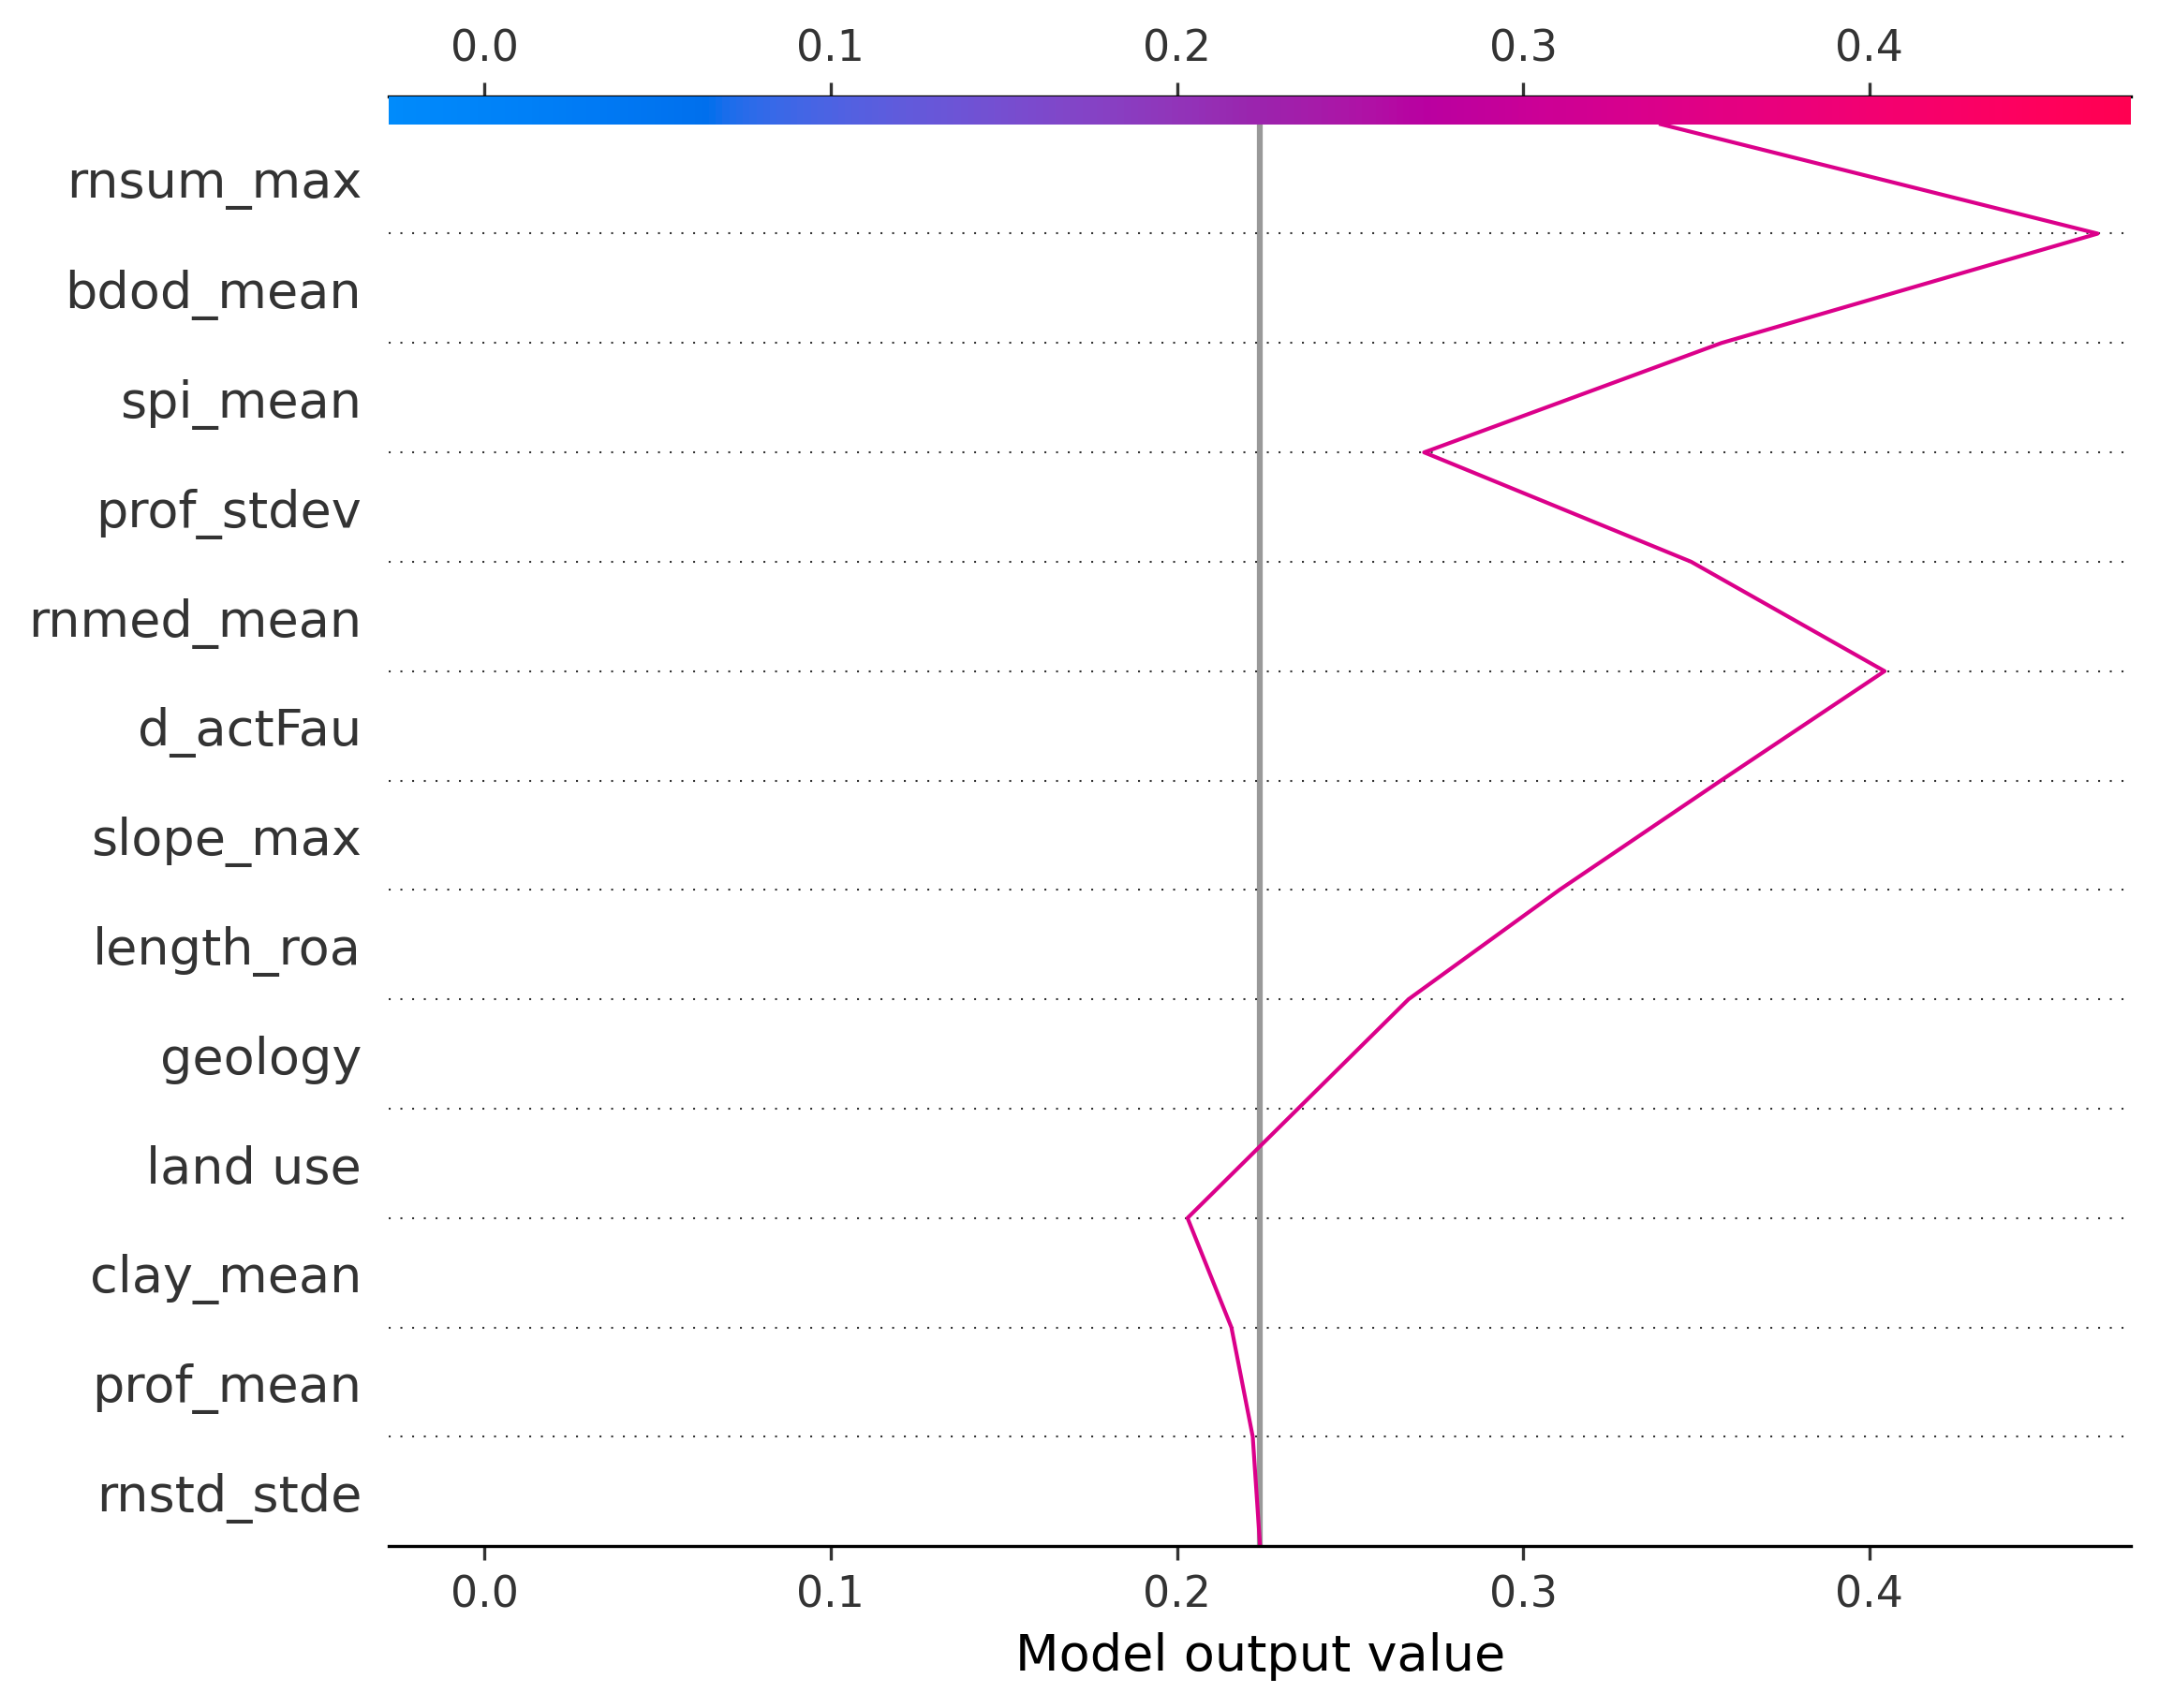 0.0 0.1 0.2 0.3 0.4
rnsum_max
bdod_mean
spi_mean
prof_stdev
rnmed_mean
d_actFau
slope_max
length_roa
geology
land use
clay_mean
prof_mean
rnstd_stde
0.0 0.1 0.2 0.3 0.4
Model output value